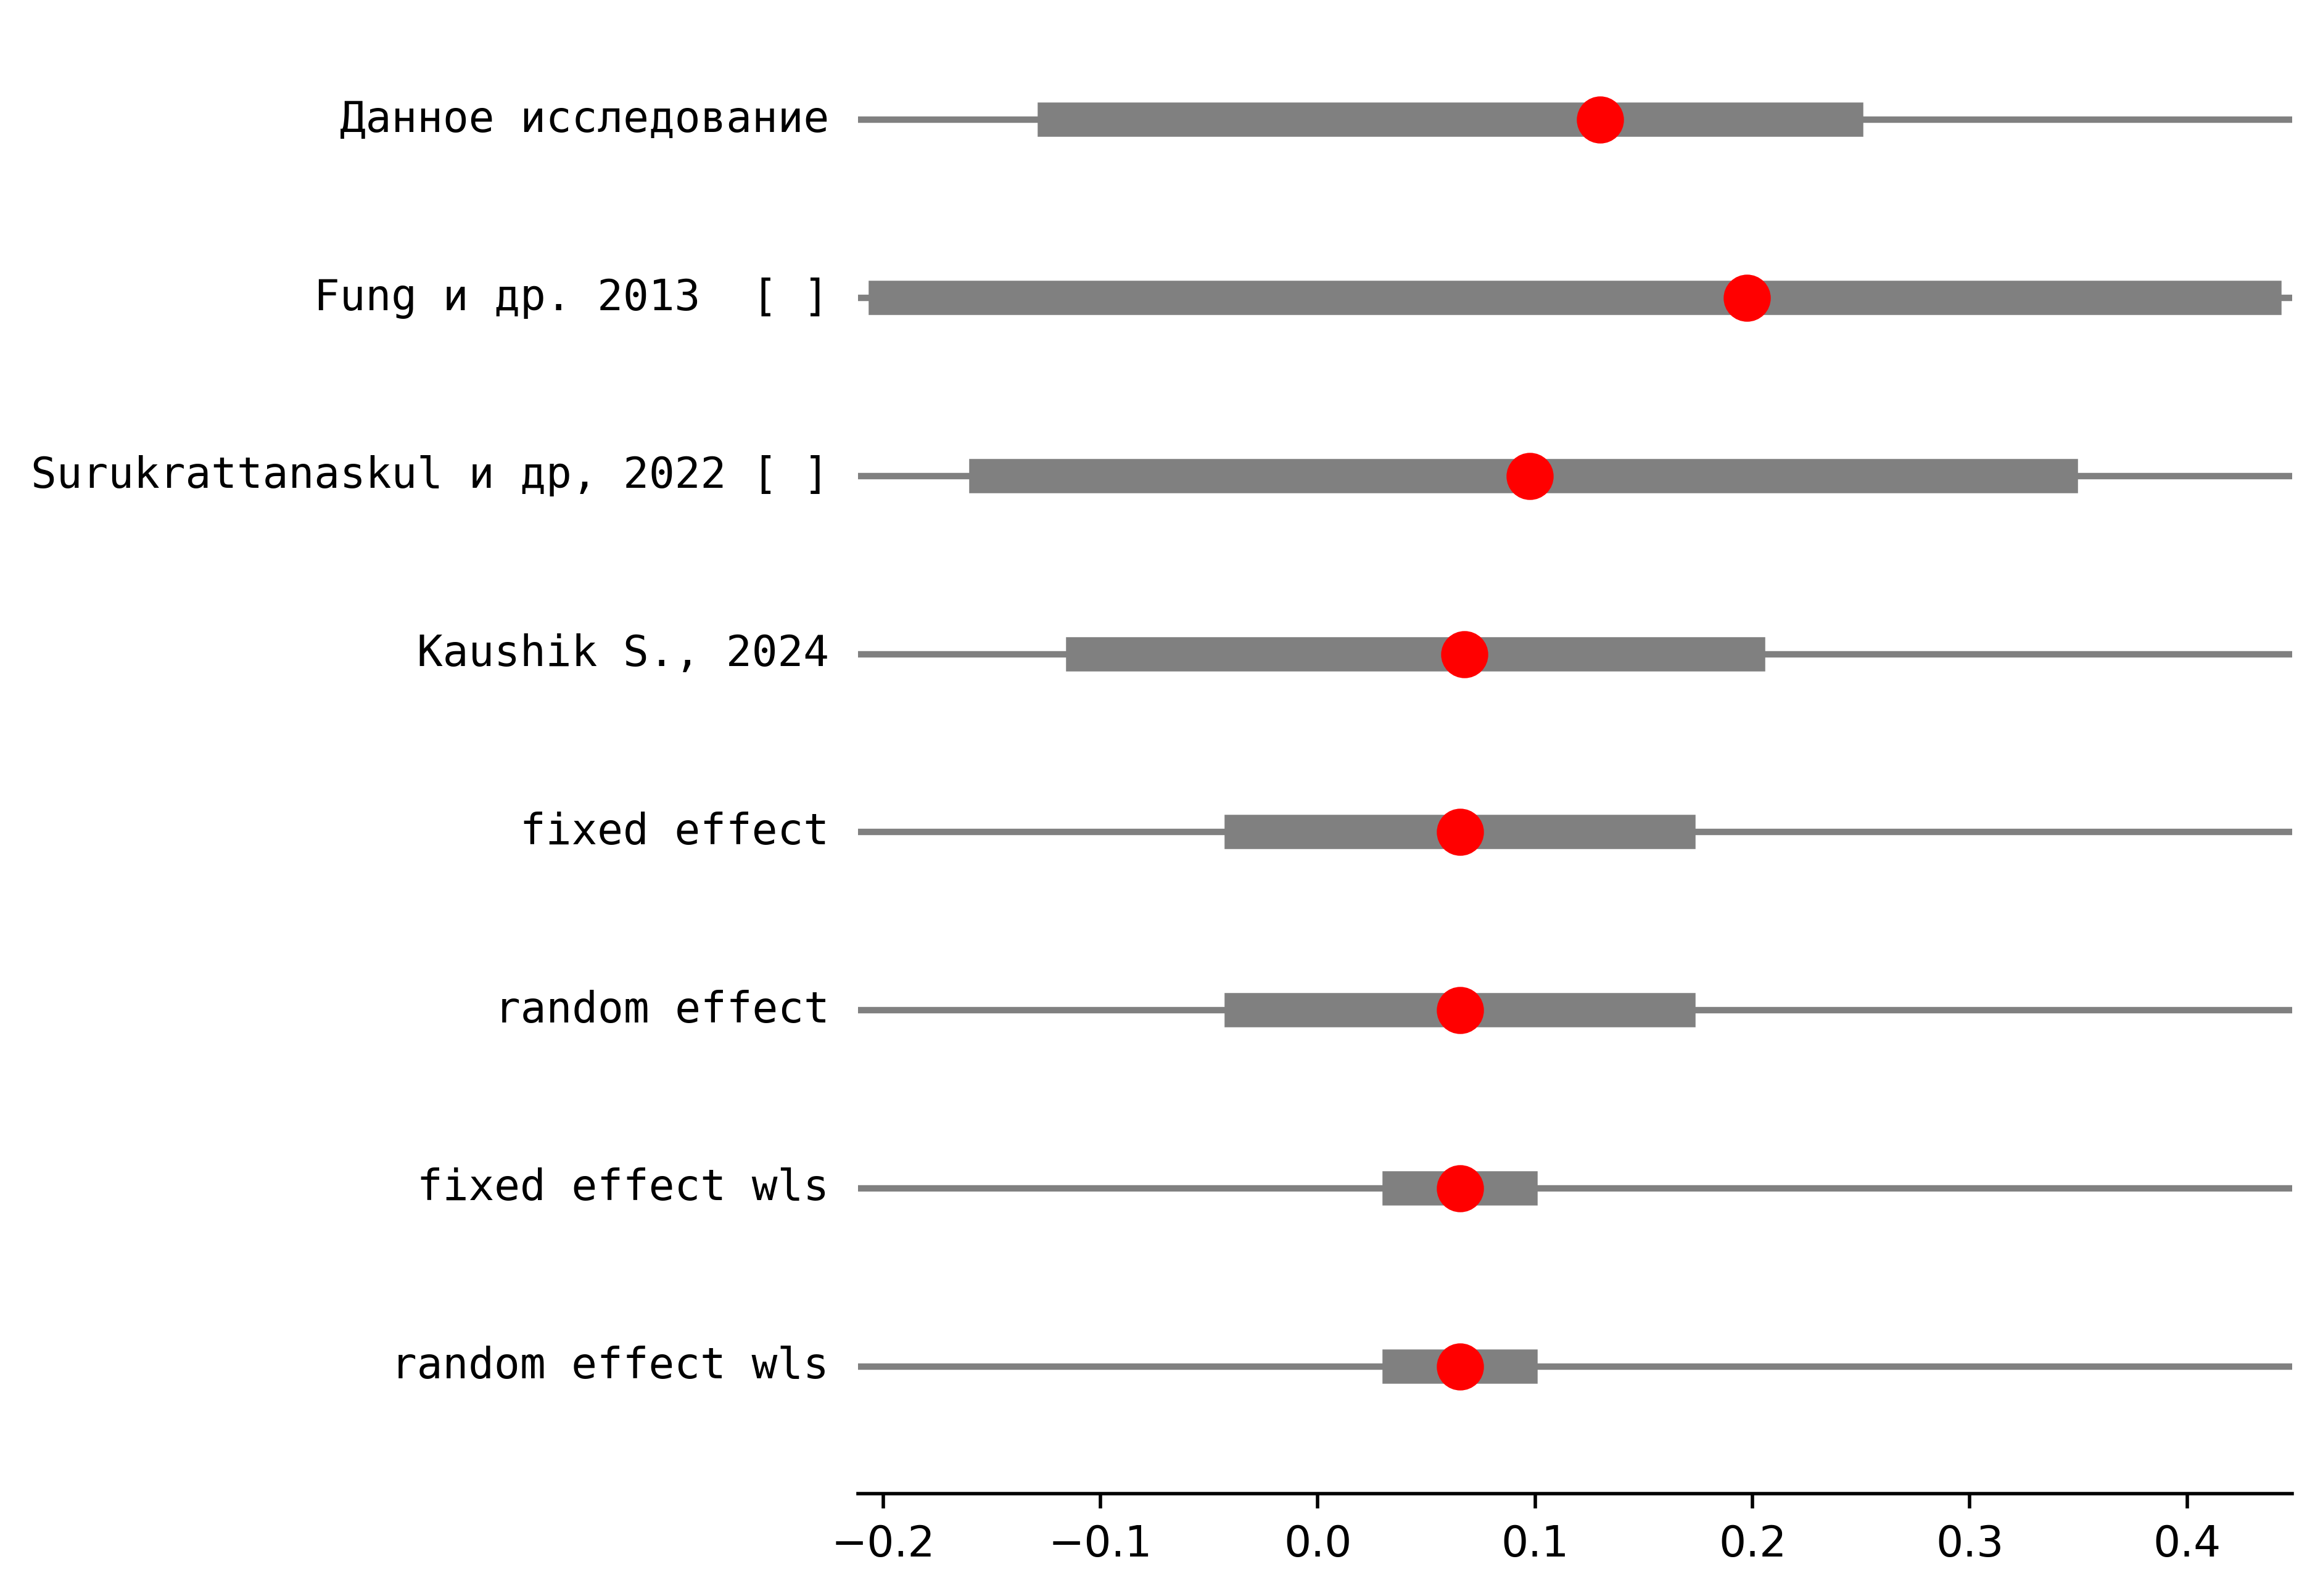 Данное исследование
Fung и др. 2013  [ ]
Surukrattanaskul и др, 2022 [ ]
Kaushik S., 2024
fixed effect
random effect
fixed effect wls
random effect wls
−0.2 −0.1 0.0 0.1 0.2 0.3 0.4